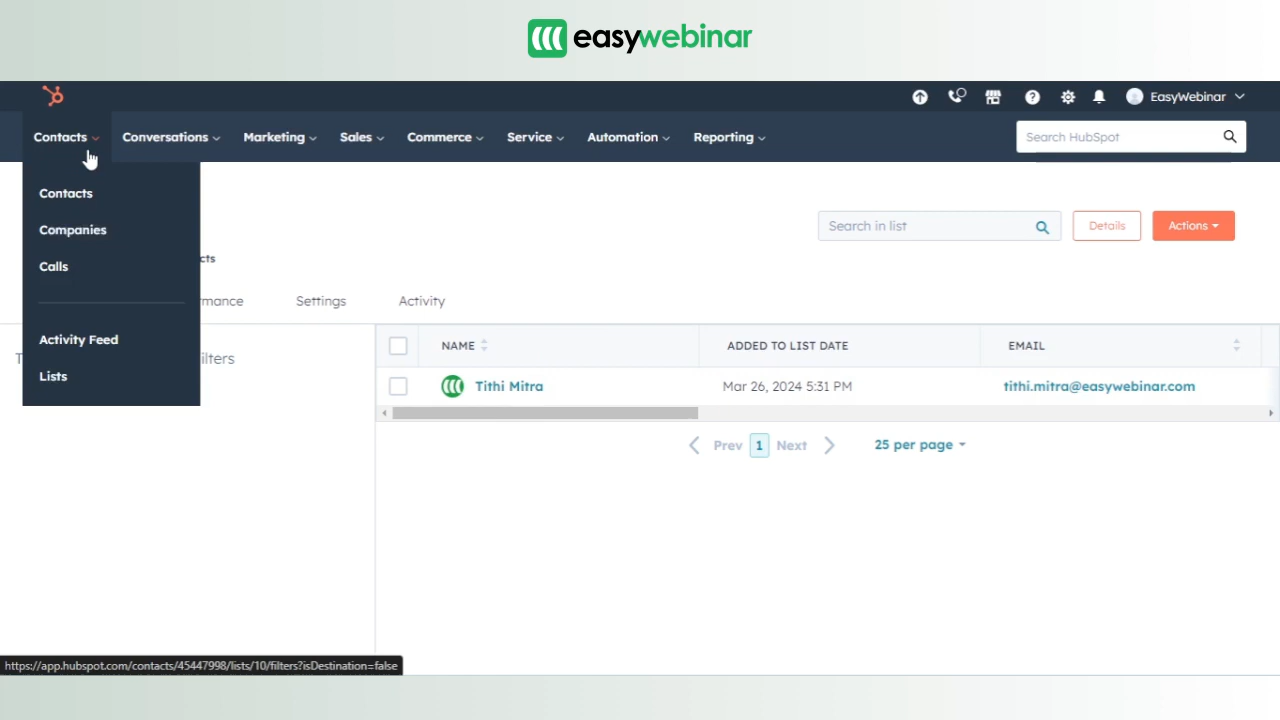 easywebinar
EasyWebinar
Contacts Conversations Marketing Sales Commerce Service Automation Reporting Search HubSpot
Contacts
Companies
Calls
Activity Feed
Lists
Search in list Details Actions
cts
rmance Settings Activity
T ilters
NAME ADDED TO LIST DATE EMAIL
Tithi Mitra Mar 26, 2024 5:31 PM tithi.mitra@easywebinar.com
Prev 1 Next 25 per page
https://app.hubspot.com/contacts/45447998/lists/10/filters?isDestination=false